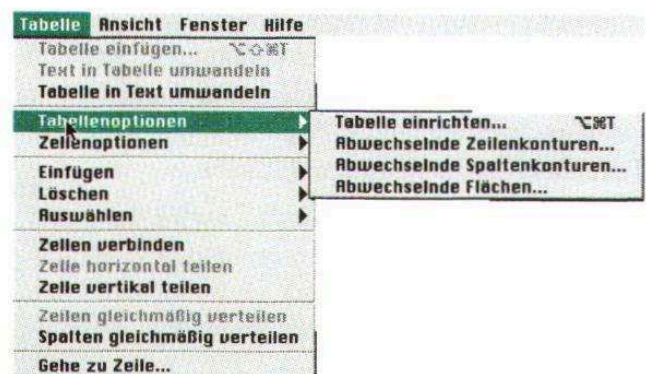 Tabelle Ansicht Fenster Hilfe
Tabelle einfügen... ⌥⇧⌘T
Text in Tabelle umwandeln
Tabelle in Text umwandeln
Tabellenoptionen
Zellenoptionen
Einfügen
Löschen
Auswählen
Zellen verbinden
Zelle horizontal teilen
Zelle vertikal teilen
Zeilen gleichmäßig verteilen
Spalten gleichmäßig verteilen
Gehe zu Zeile...
Tabelle einrichten... ⌥⌘T
Abwechselnde Zeilenkonturen...
Abwechselnde Spaltenkonturen...
Abwechselnde Flächen...